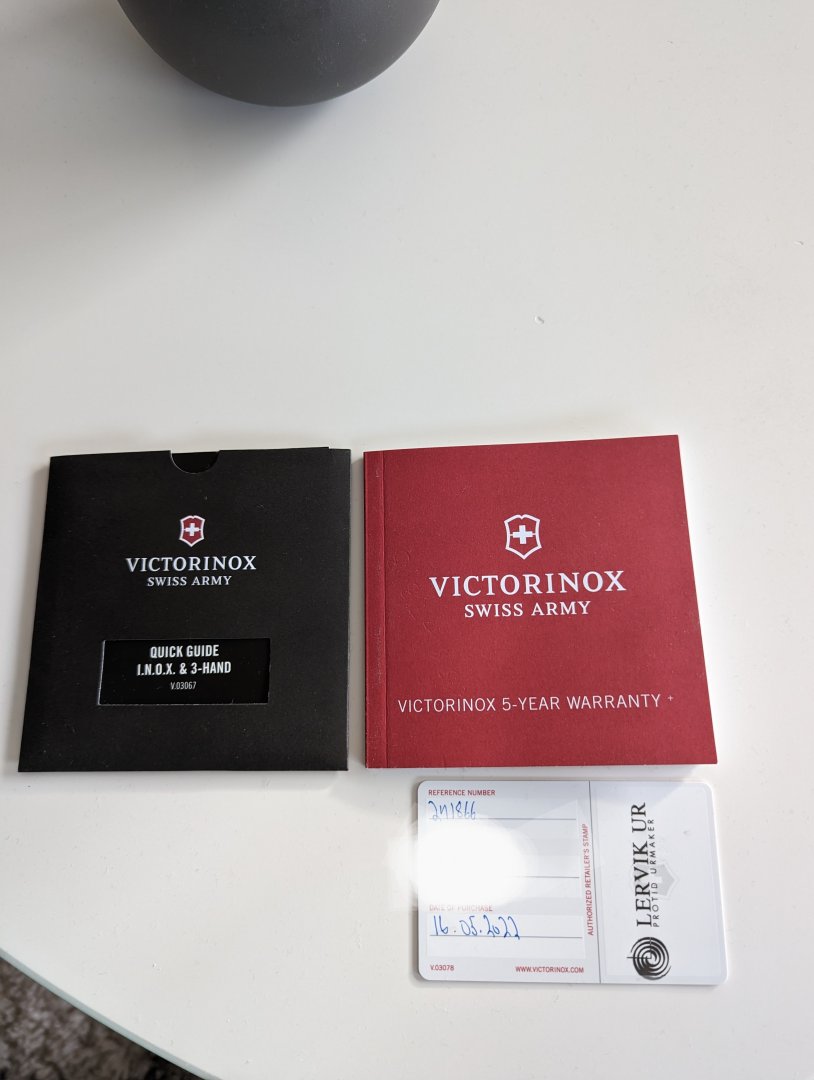 VICTORINOX
SWISS ARMY
QUICK GUIDE
I.N.O.X. & 3-HAND
V.03067
VICTORINOX
SWISS ARMY
VICTORINOX 5-YEAR WARRANTY +
REFERENCE NUMBER
241866
DATE OF PURCHASE
16.05.2022
V.03078
WWW.VICTORINOX.COM
AUTHORIZED RETAILER'S STAMP
LERVIK UR
PROTID URMAKER